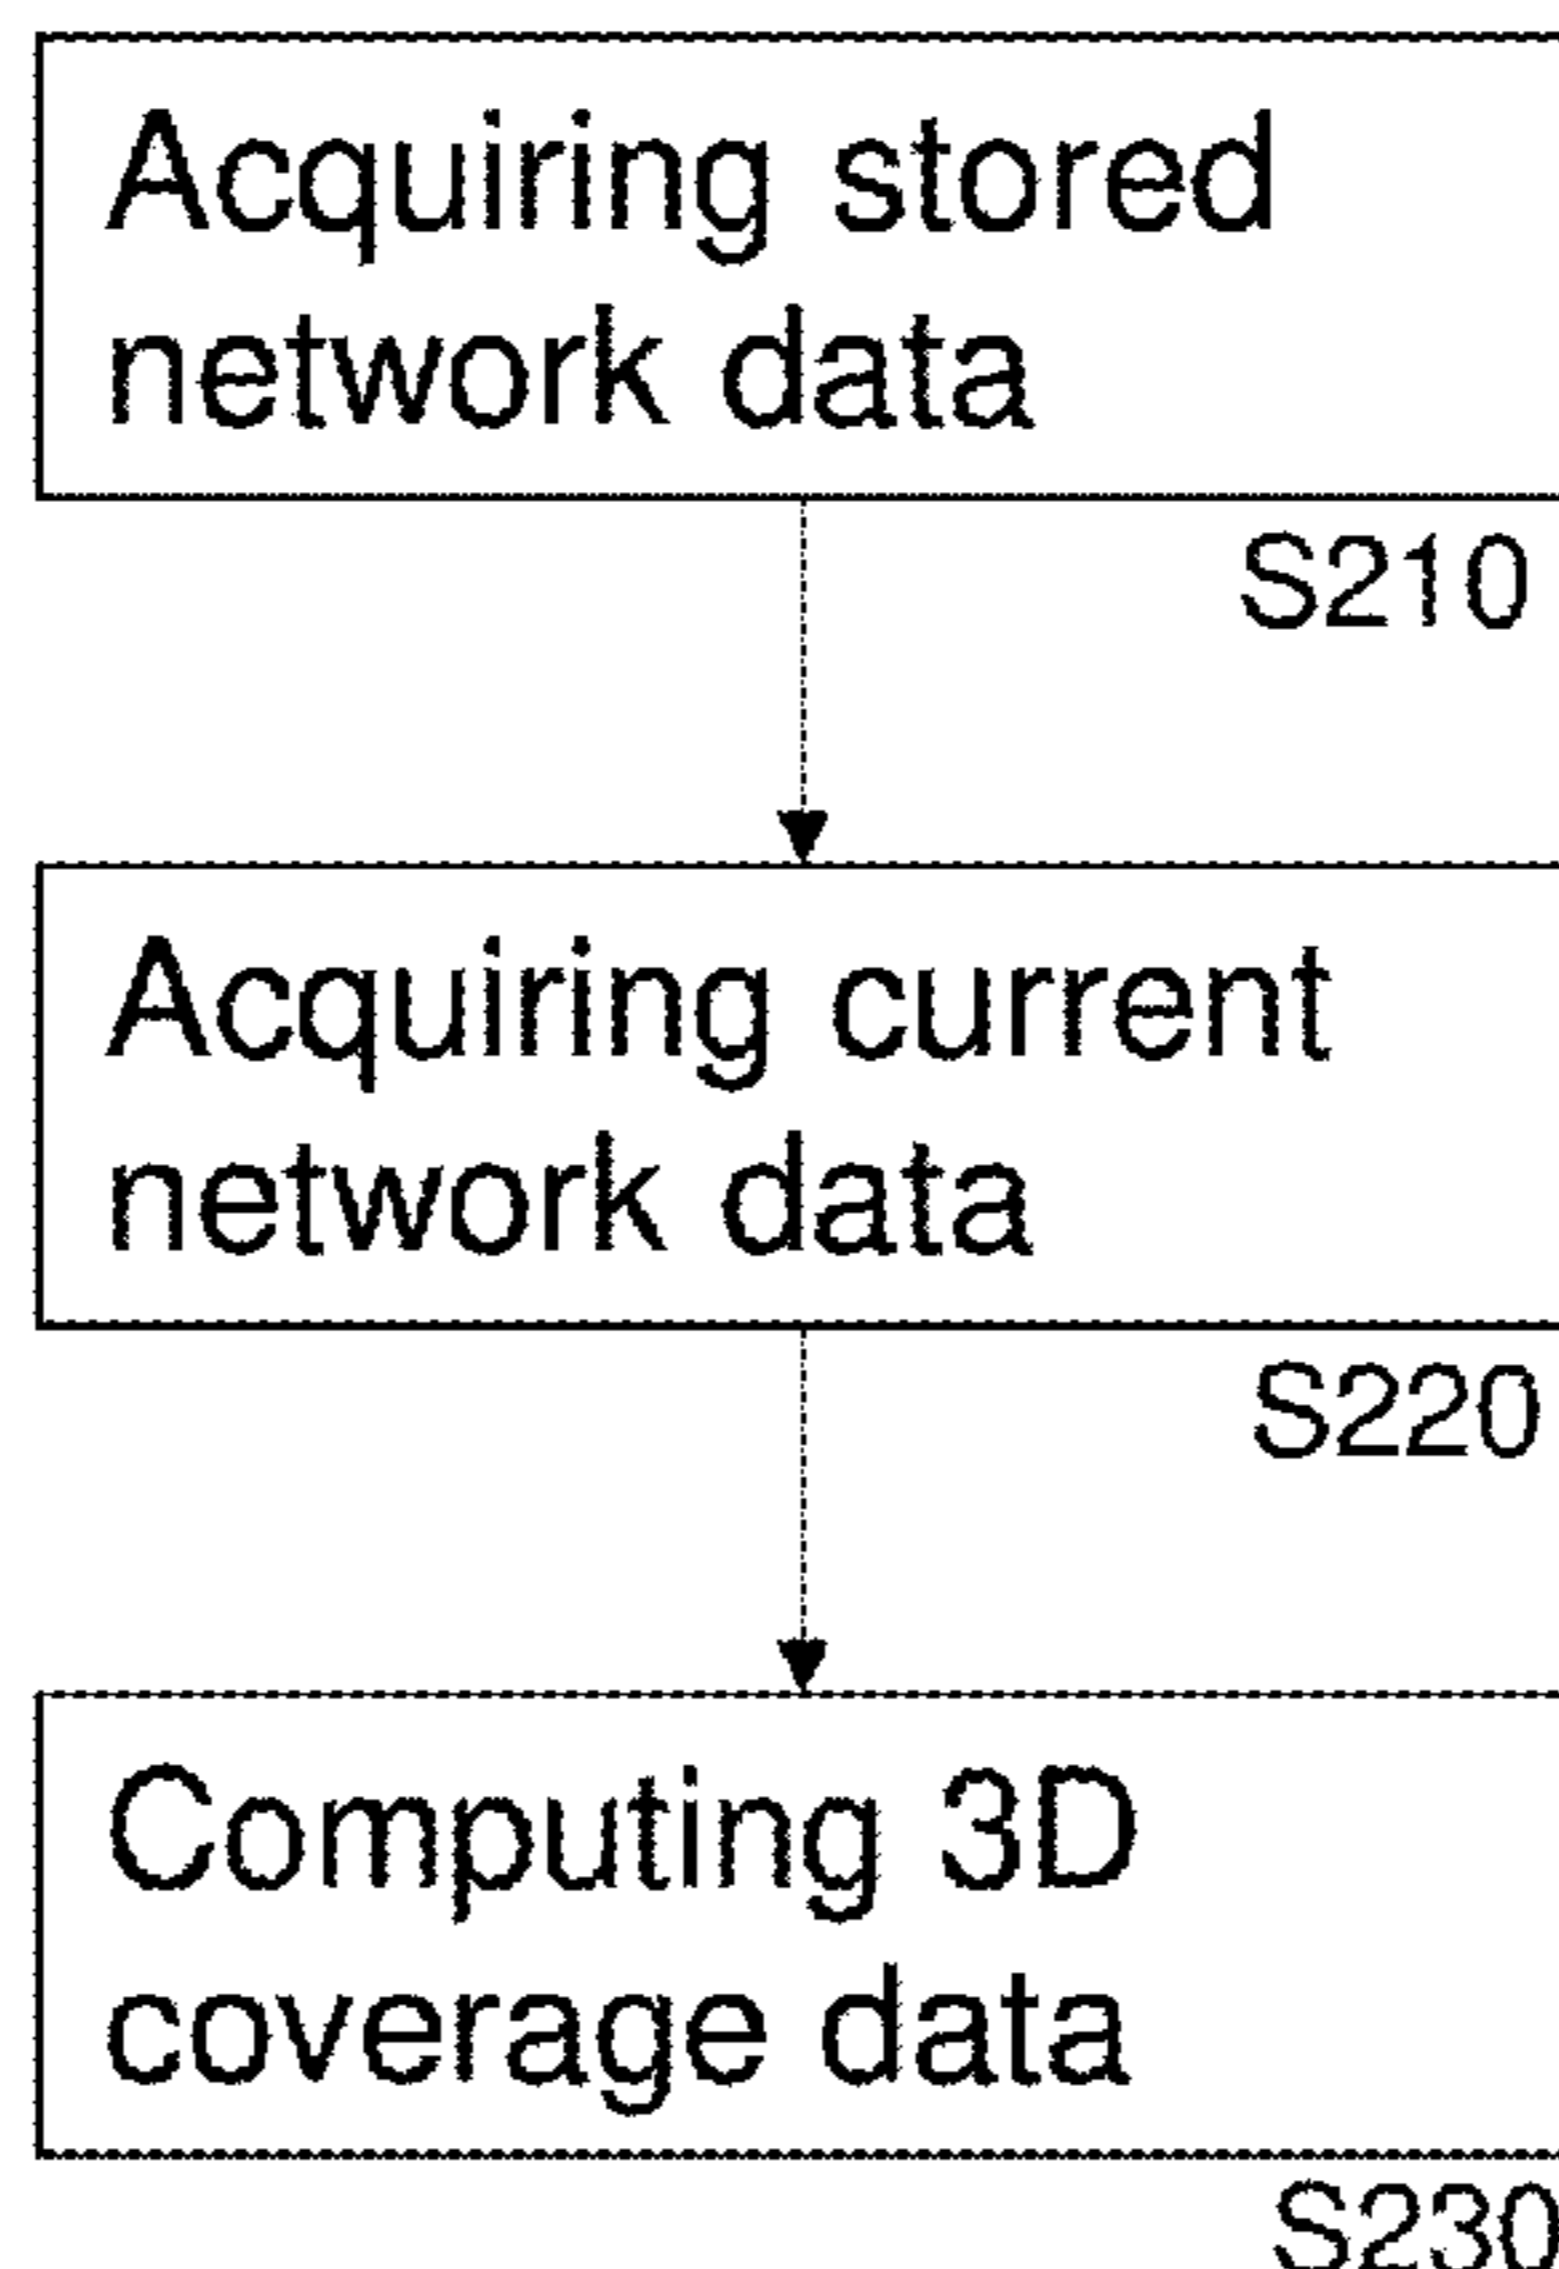 Acquiring stored
network data
S210
Acquiring current
network data
S220
Computing 3D
coverage data
S230